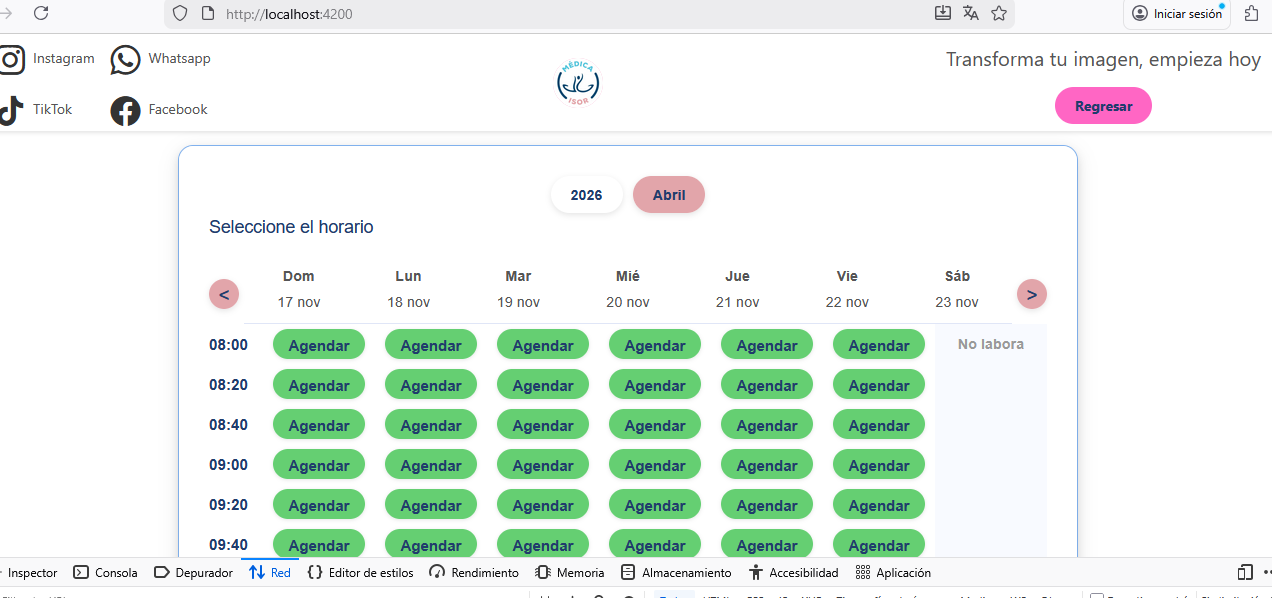 http://localhost:4200
Iniciar sesión
Instagram
Whatsapp
TikTok
Facebook
MÉDICA
ISOR
Transforma tu imagen, empieza hoy
Regresar
2026 Abril
Seleccione el horario
< Dom Lun Mar Mié Jue Vie Sáb >
17 nov 18 nov 19 nov 20 nov 21 nov 22 nov 23 nov
08:00 Agendar Agendar Agendar Agendar Agendar Agendar No labora
08:20 Agendar Agendar Agendar Agendar Agendar Agendar
08:40 Agendar Agendar Agendar Agendar Agendar Agendar
09:00 Agendar Agendar Agendar Agendar Agendar Agendar
09:20 Agendar Agendar Agendar Agendar Agendar Agendar
09:40 Agendar Agendar Agendar Agendar Agendar Agendar
Inspector Consola Depurador Red Editor de estilos Rendimiento Memoria Almacenamiento Accesibilidad Aplicación